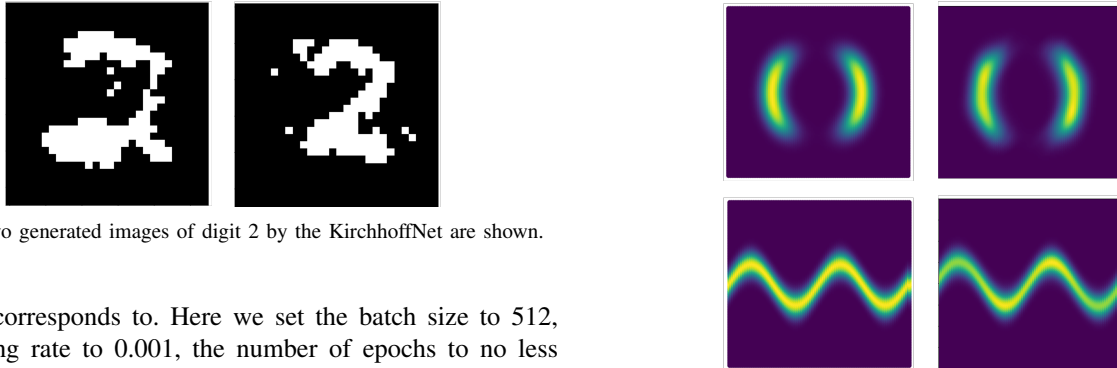 o generated images of digit 2 by the KirchhoffNet are shown.
corresponds to. Here we set the batch size to 512,
ng rate to 0.001, the number of epochs to no less